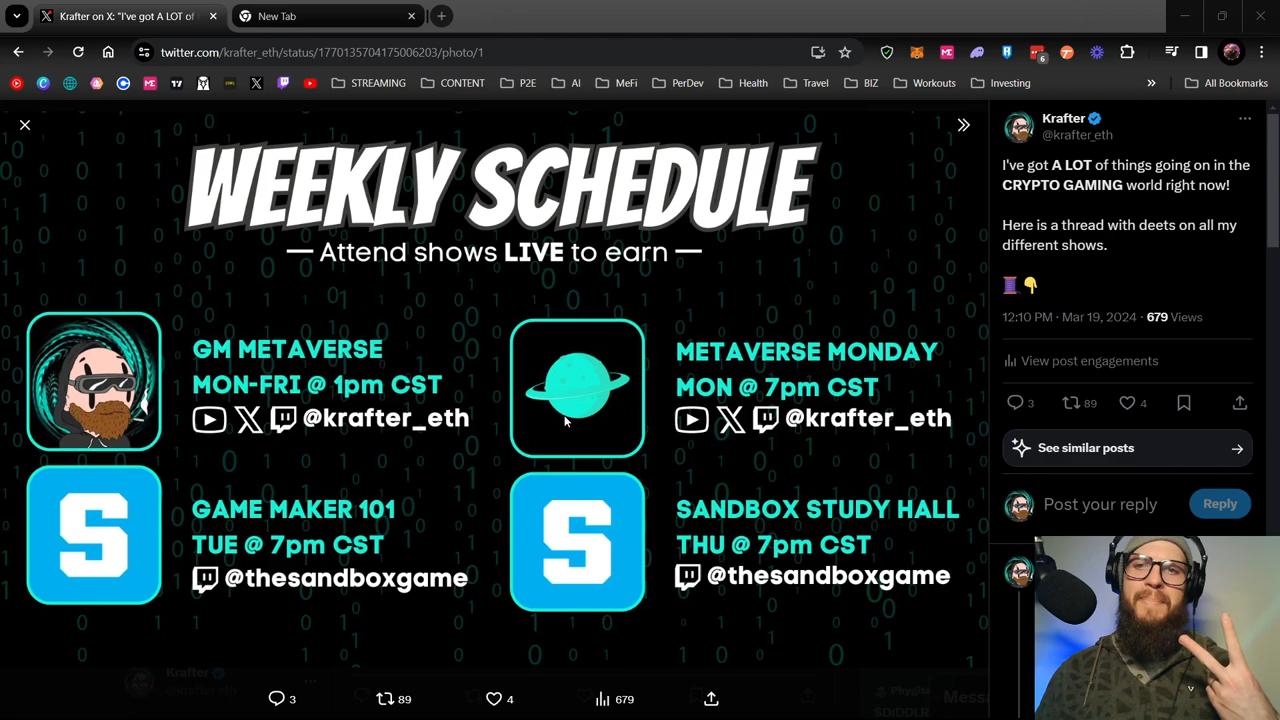 Krafter on X: "I've got A LOT of
New Tab
twitter.com/krafter_eth/status/1770135704175006203/photo/1
6
STREAMING
CONTENT
P2E
AI
MeFi
PerDev
Health
Travel
BIZ
Workouts
Investing
All Bookmarks
WEEKLY SCHEDULE
— Attend shows LIVE to earn —
GM METAVERSE
MON-FRI @ 1pm CST
@krafter_eth
METAVERSE MONDAY
MON @ 7pm CST
@krafter_eth
S
GAME MAKER 101
TUE @ 7pm CST
@thesandboxgame
S
SANDBOX STUDY HALL
THU @ 7pm CST
@thesandboxgame
3
89
4
679
Krafter
@krafter_eth
I've got A LOT of things going on in the
CRYPTO GAMING world right now!
Here is a thread with deets on all my
different shows.
12:10 PM · Mar 19, 2024 · 679 Views
View post engagements
3
89
4
See similar posts
Post your reply
Reply
Krafter